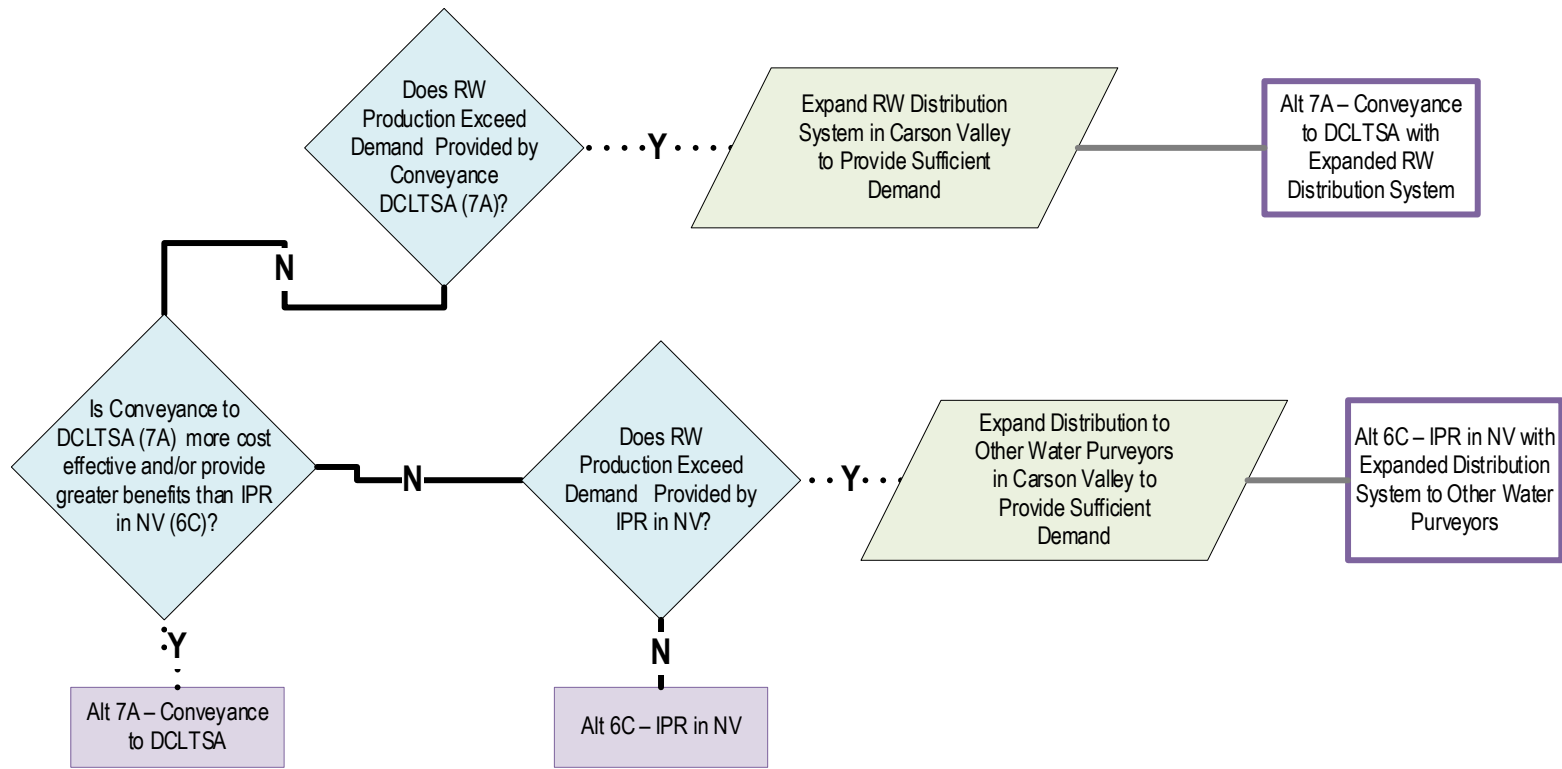 Does RW
Production Exceed
Demand Provided by
Conveyance
DCLTSA (7A)?
Y
Expand RW Distribution
System in Carson Valley
to Provide Sufficient
Demand
Alt 7A – Conveyance
to DCLTSA with
Expanded RW
Distribution System
N
Is Conveyance to
DCLTSA (7A) more cost
effective and/or provide
greater benefits than IPR
in NV (6C)?
N
Does RW
Production Exceed
Demand Provided by
IPR in NV?
Y
Expand Distribution to
Other Water Purveyors
in Carson Valley to
Provide Sufficient
Demand
Alt 6C – IPR in NV with
Expanded Distribution
System to Other Water
Purveyors
Y
N
Alt 7A – Conveyance
to DCLTSA
Alt 6C – IPR in NV